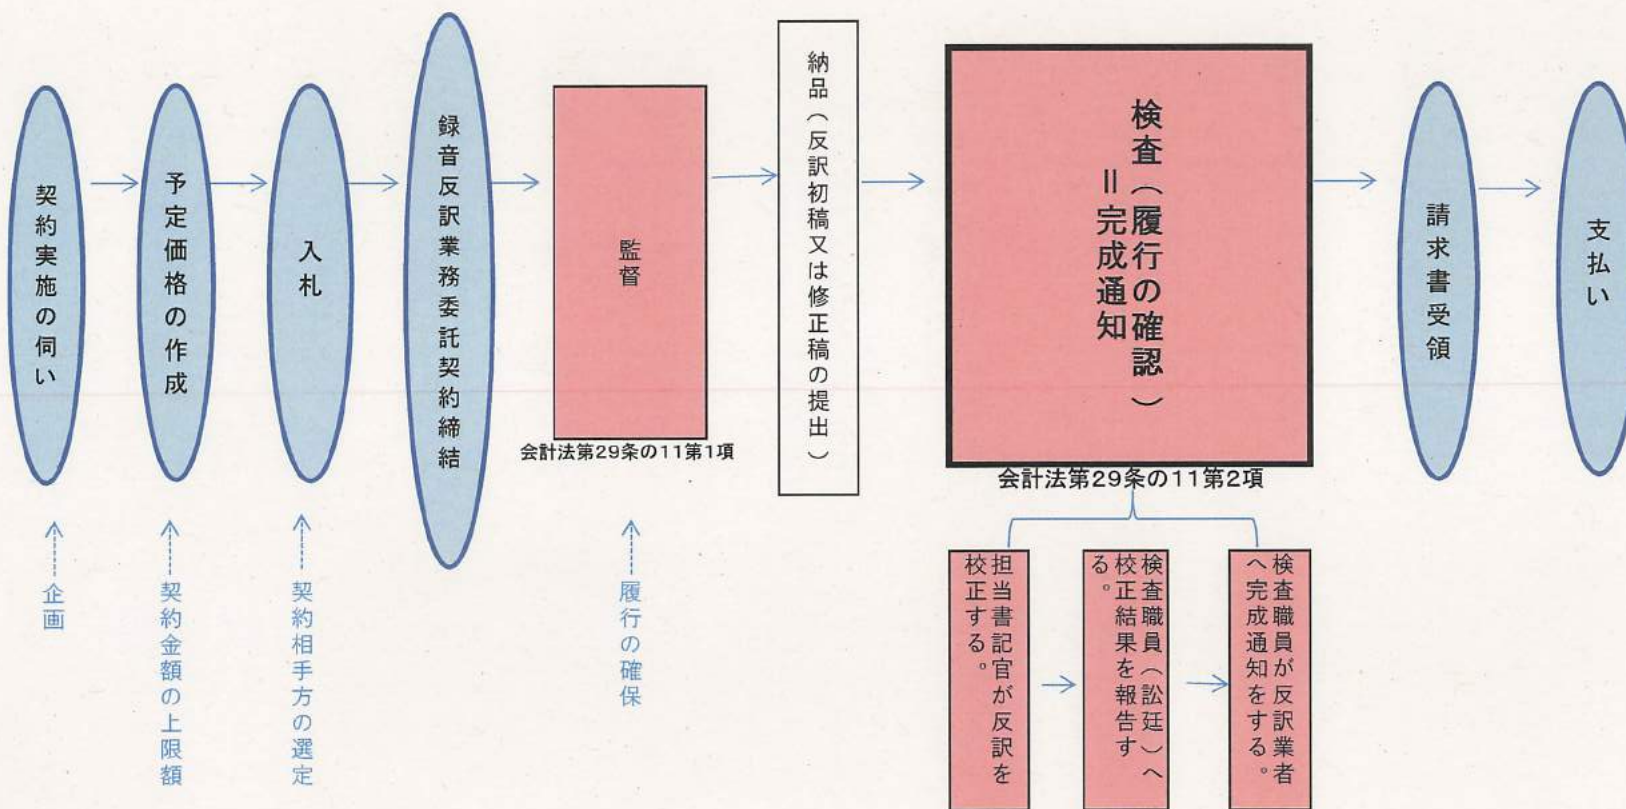 契約実施の伺い
予定価格の作成
入札
録音反訳業務委託契約締結
監督
会計法第29条の11第1項
納品（反訳初稿又は修正稿の提出）
検査（履行の確認）
＝完成通知
会計法第29条の11第2項
請求書受領
支払い
企画
契約金額の上限額
契約相手方の選定
履行の確保
担当書記官が反訳を
校正する。
検査職員（訟廷）へ
校正結果を報告す
る。
検査職員が反訳業者
へ完成通知をする。